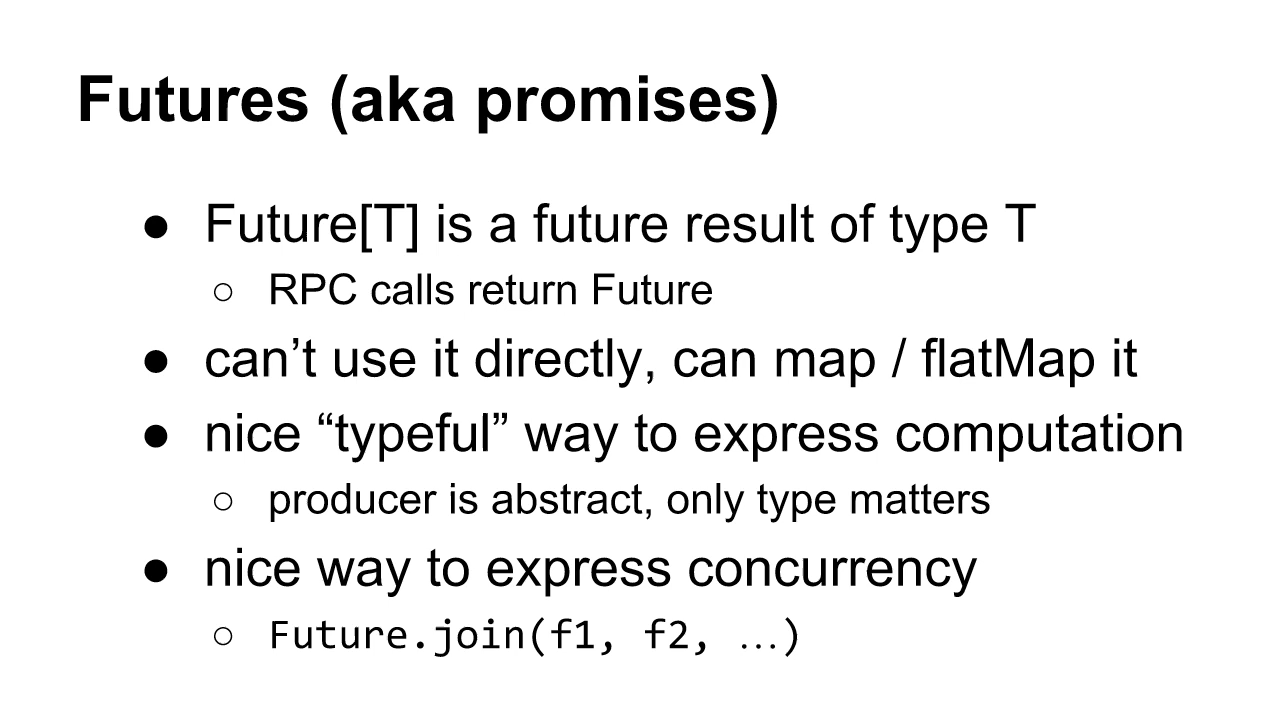 Futures (aka promises)
● Future[T] is a future result of type T
○ RPC calls return Future
● can’t use it directly, can map / flatMap it
● nice “typeful” way to express computation
○ producer is abstract, only type matters
● nice way to express concurrency
○ Future.join(f1, f2, …)